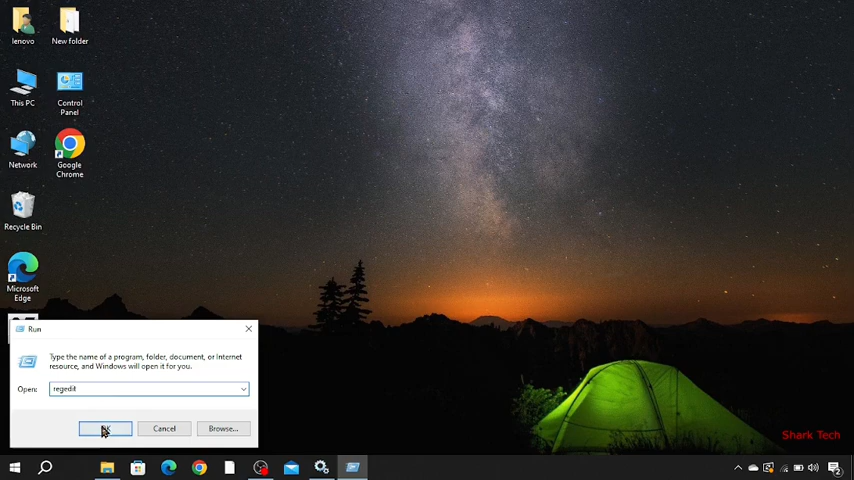 lenovo
New folder
This PC
Control
Panel
Network
Google
Chrome
Recycle Bin
Microsoft
Edge
Run
Type the name of a program, folder, document, or Internet
resource, and Windows will open it for you.
Open:
regedit
OK
Cancel
Browse...
Shark Tech
2